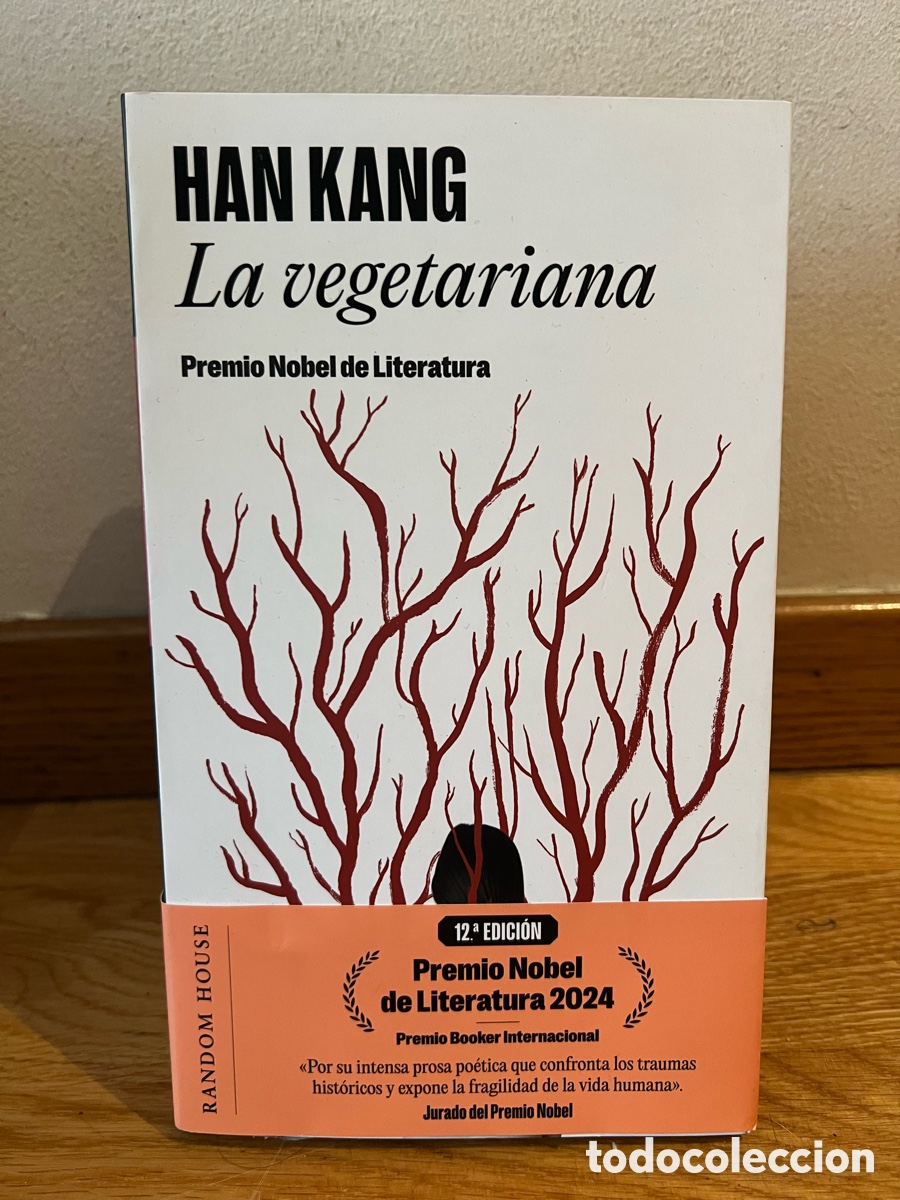 HAN KANG
La vegetariana
Premio Nobel de Literatura
RANDOM HOUSE
12.ª EDICIÓN
Premio Nobel
de Literatura 2024
Premio Booker Internacional
«Por su intensa prosa poética que confronta los traumas
históricos y expone la fragilidad de la vida humana».
Jurado del Premio Nobel
todocoleccion